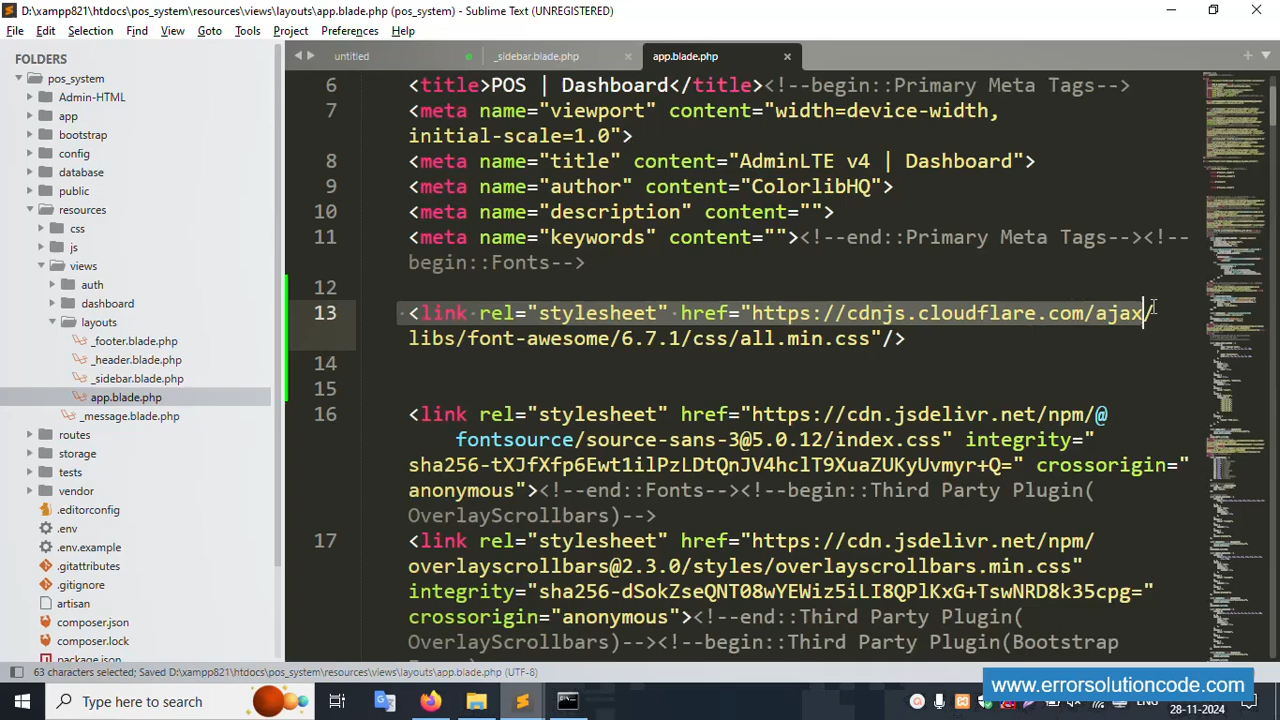 D:\xampp821\htdocs\pos_system\resources\views\layouts\app.blade.php (pos_system) - Sublime Text (UNREGISTERED)
File Edit Selection Find View Goto Tools Project Preferences Help
FOLDERS
pos_system
Admin-HTML
app
bootstrap
config
database
public
resources
css
js
views
auth
dashboard
layouts
_footer.blade.php
_header.blade.php
_sidebar.blade.php
app.blade.php
_message.blade.php
routes
storage
tests
vendor
.editorconfig
.env
.env.example
.gitattributes
.gitignore
artisan
composer.json
composer.lock
package.json
untitled _sidebar.blade.php app.blade.php
6 <title>POS | Dashboard</title><!--begin::Primary Meta Tags-->
7 <meta name="viewport" content="width=device-width,
initial-scale=1.0">
8 <meta name="title" content="AdminLTE v4 | Dashboard">
9 <meta name="author" content="ColorlibHQ">
10 <meta name="description" content="">
11 <meta name="keywords" content=""><!--end::Primary Meta Tags--><!--
begin::Fonts-->
12
13 <link rel="stylesheet" href="https://cdnjs.cloudflare.com/ajax/
libs/font-awesome/6.7.1/css/all.min.css"/>
14
15
16 <link rel="stylesheet" href="https://cdn.jsdelivr.net/npm/@
fontsource/source-sans-3@5.0.12/index.css" integrity="
sha256-tXJfXfp6Ewt1ilPzLDtQnJV4hclT9XuaZUKyUvmyr+Q=" crossorigin="
anonymous"><!--end::Fonts--><!--begin::Third Party Plugin(
OverlayScrollbars)-->
17 <link rel="stylesheet" href="https://cdn.jsdelivr.net/npm/
overlayscrollbars@2.3.0/styles/overlayscrollbars.min.css"
integrity="sha256-dSokZseQNT08wYEWiz5iLI8QPlKxG+TswNRD8k35cpg="
crossorigin="anonymous"><!--end::Third Party Plugin(
OverlayScrollbars)--><!--begin::Third Party Plugin(Bootstrap
63 characters selected; Saved D:\xampp821\htdocs\pos_system\resources\views\layouts\app.blade.php (UTF-8)
Type here to search
ENG
28-11-2024
www.errorsolutioncode.com